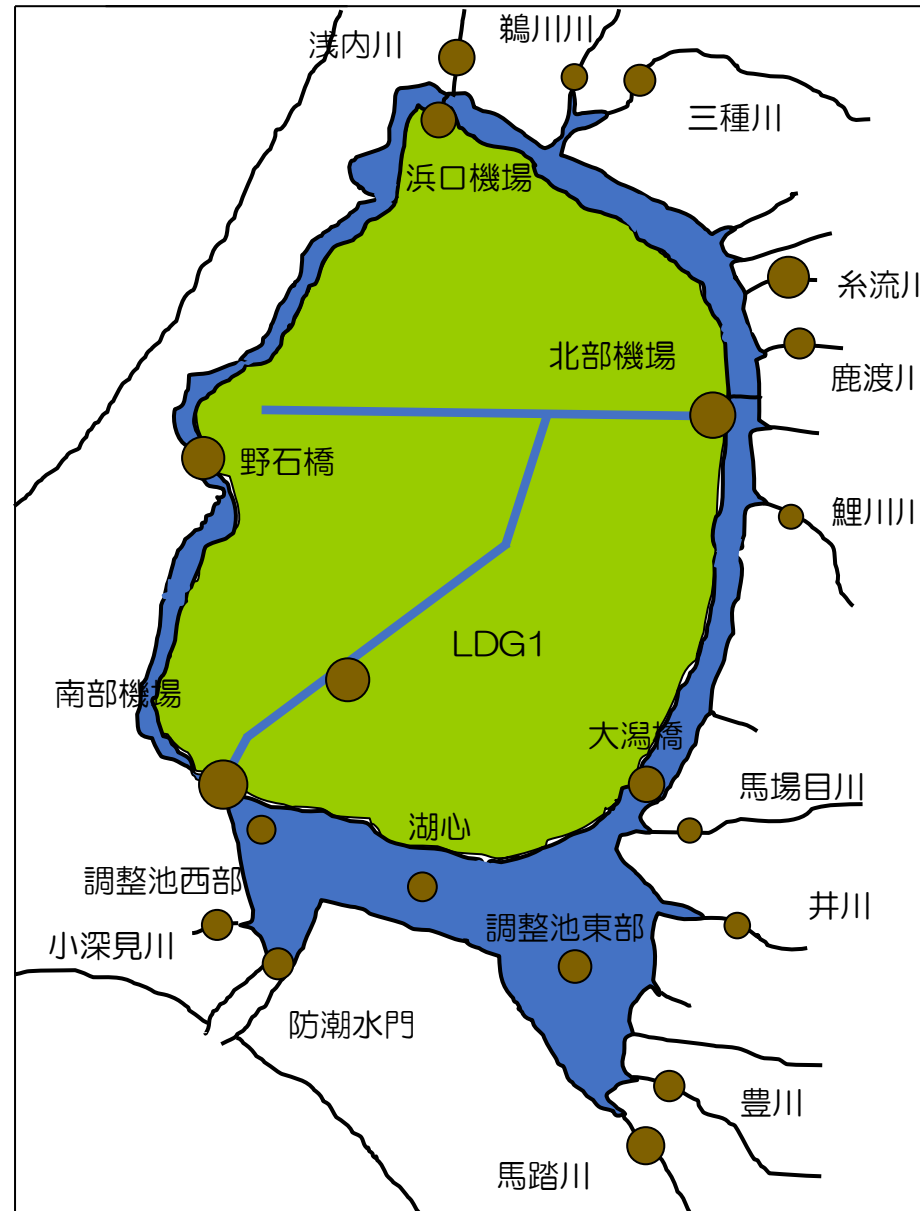 鵜川川
浅内川
三種川
浜口機場
糸流川
北部機場
鹿渡川
野石橋
鯉川川
LDG1
南部機場
大潟橋
馬場目川
湖心
調整池西部
井川
調整池東部
小深見川
防潮水門
豊川
馬踏川